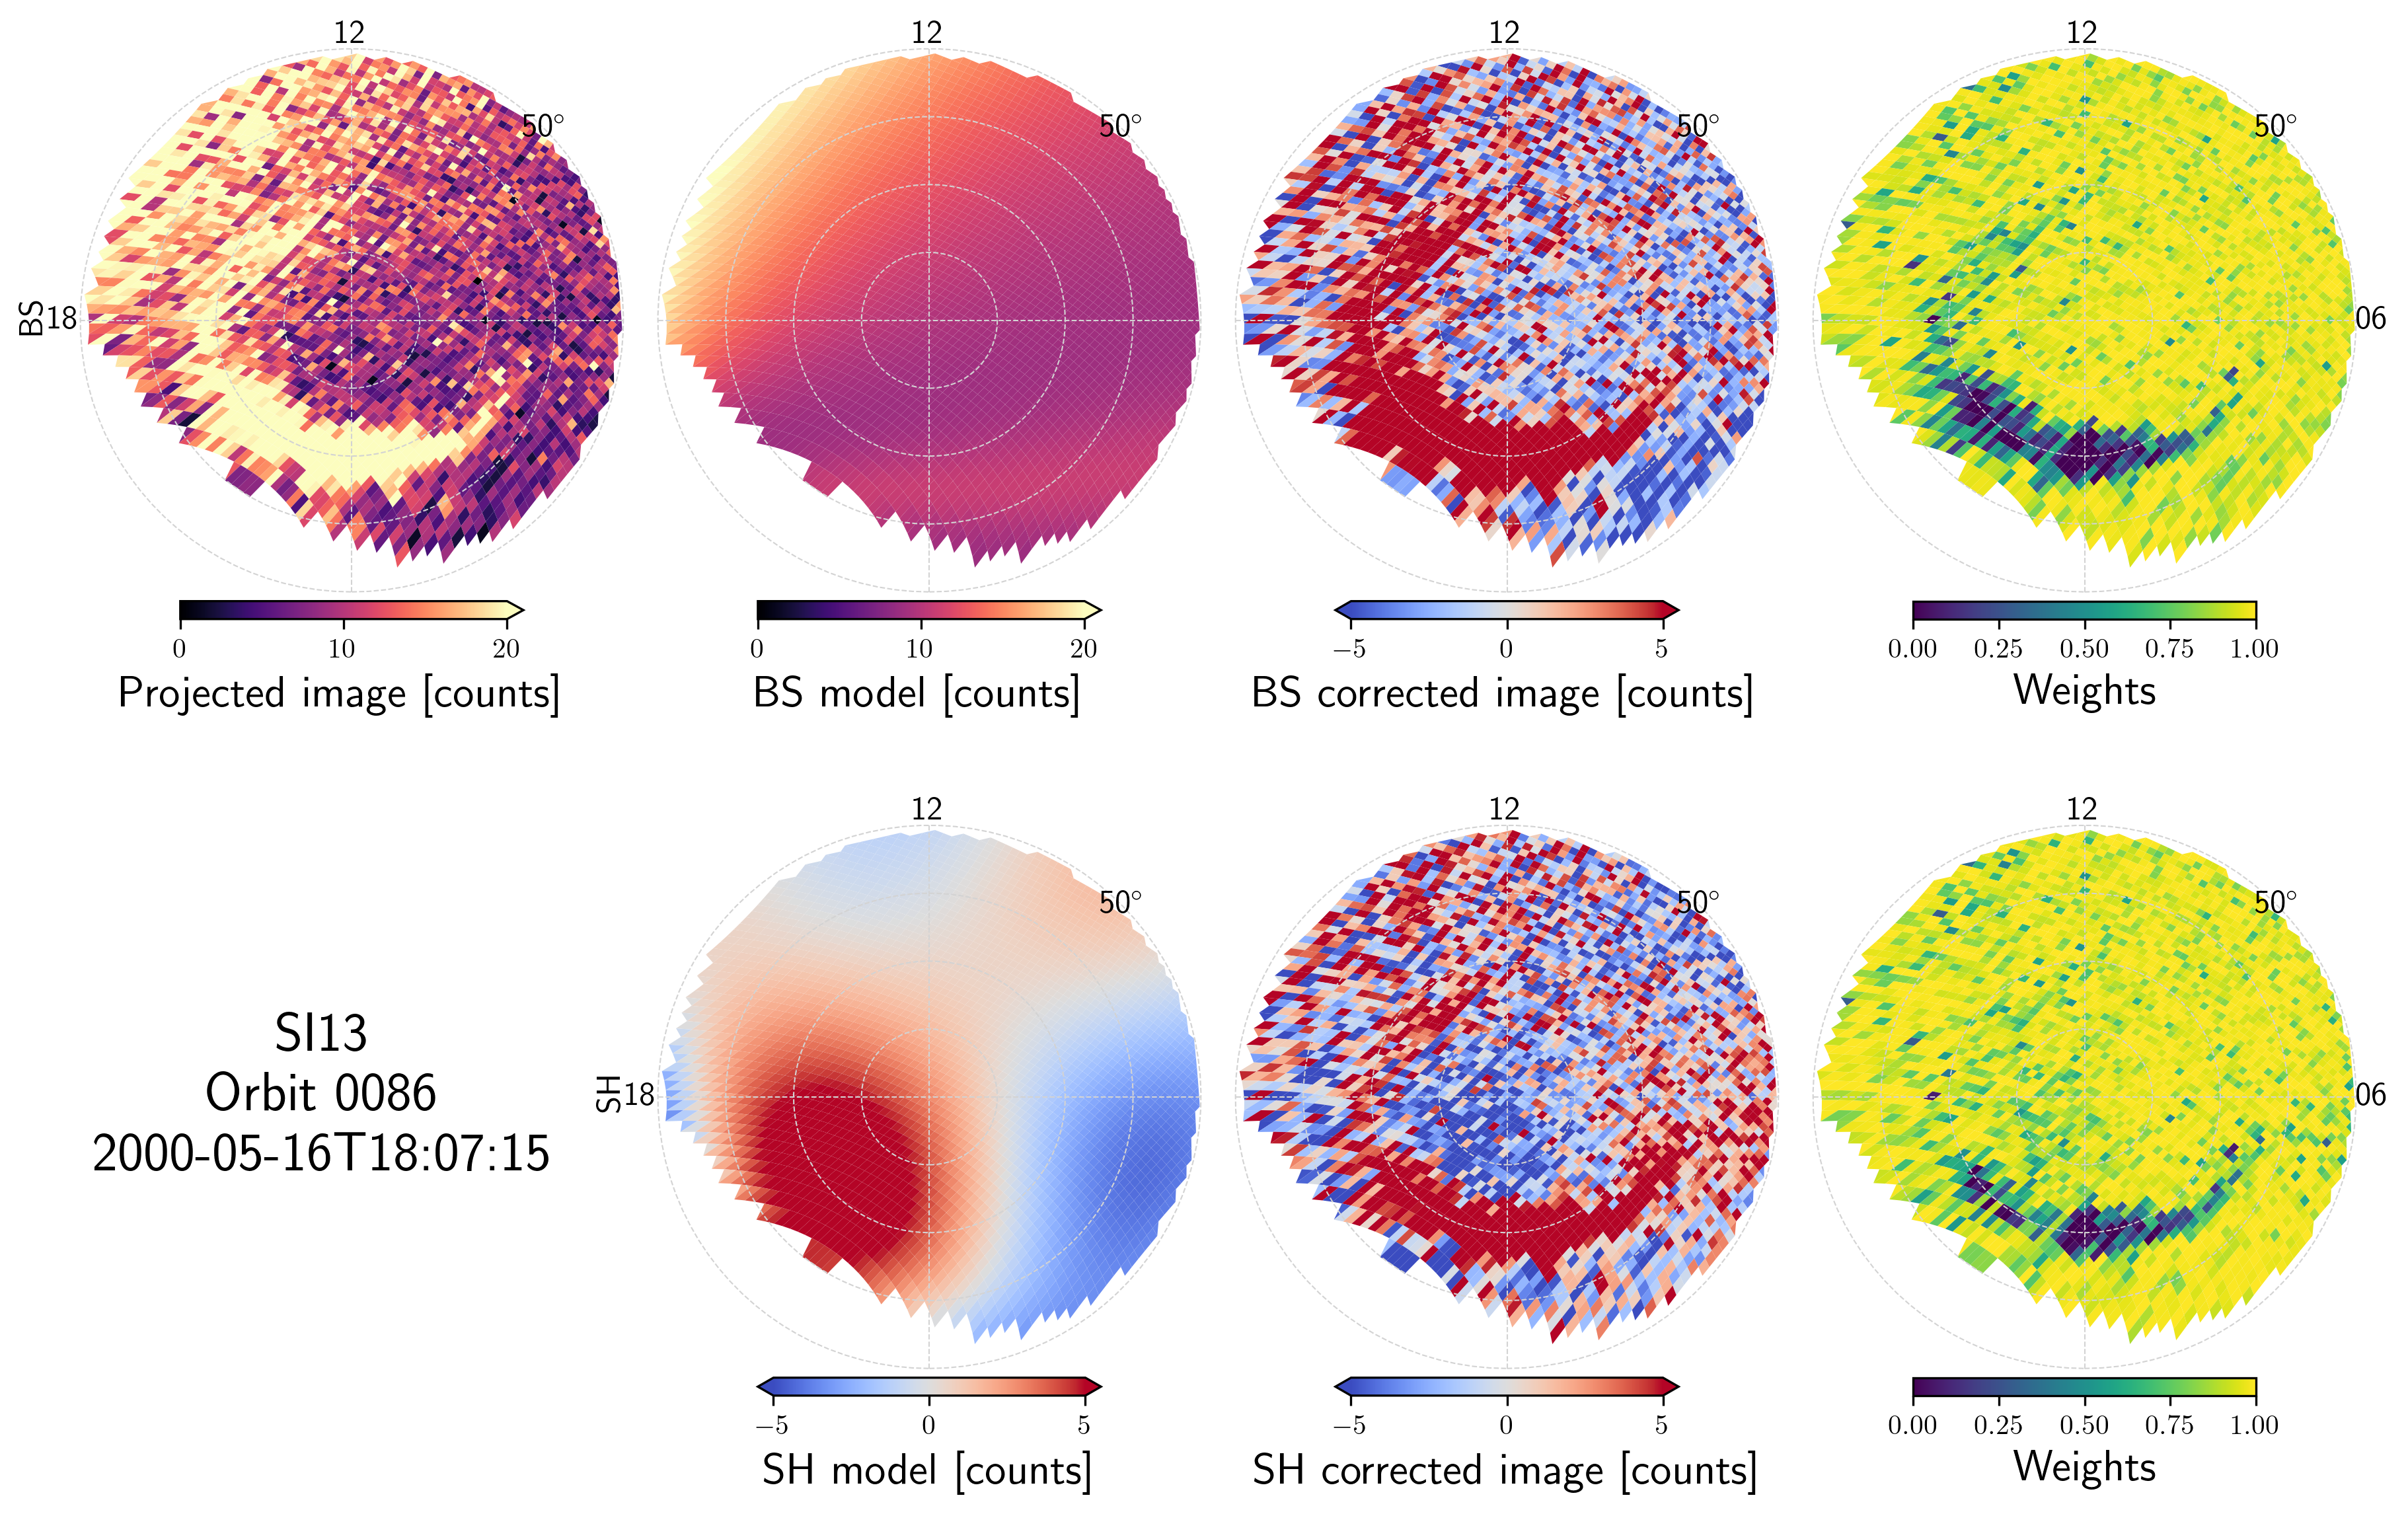 12 12 12 12
50° 50° 50° 50°
BS 18 06
0 10 20 0 10 20 −5 0 5 0.00 0.25 0.50 0.75 1.00
Projected image [counts] BS model [counts] BS corrected image [counts] Weights
12 12 12
50° 50° 50°
SI13
Orbit 0086
2000-05-16T18:07:15
SH 18 06
−5 0 5 −5 0 5 0.00 0.25 0.50 0.75 1.00
SH model [counts] SH corrected image [counts] Weights